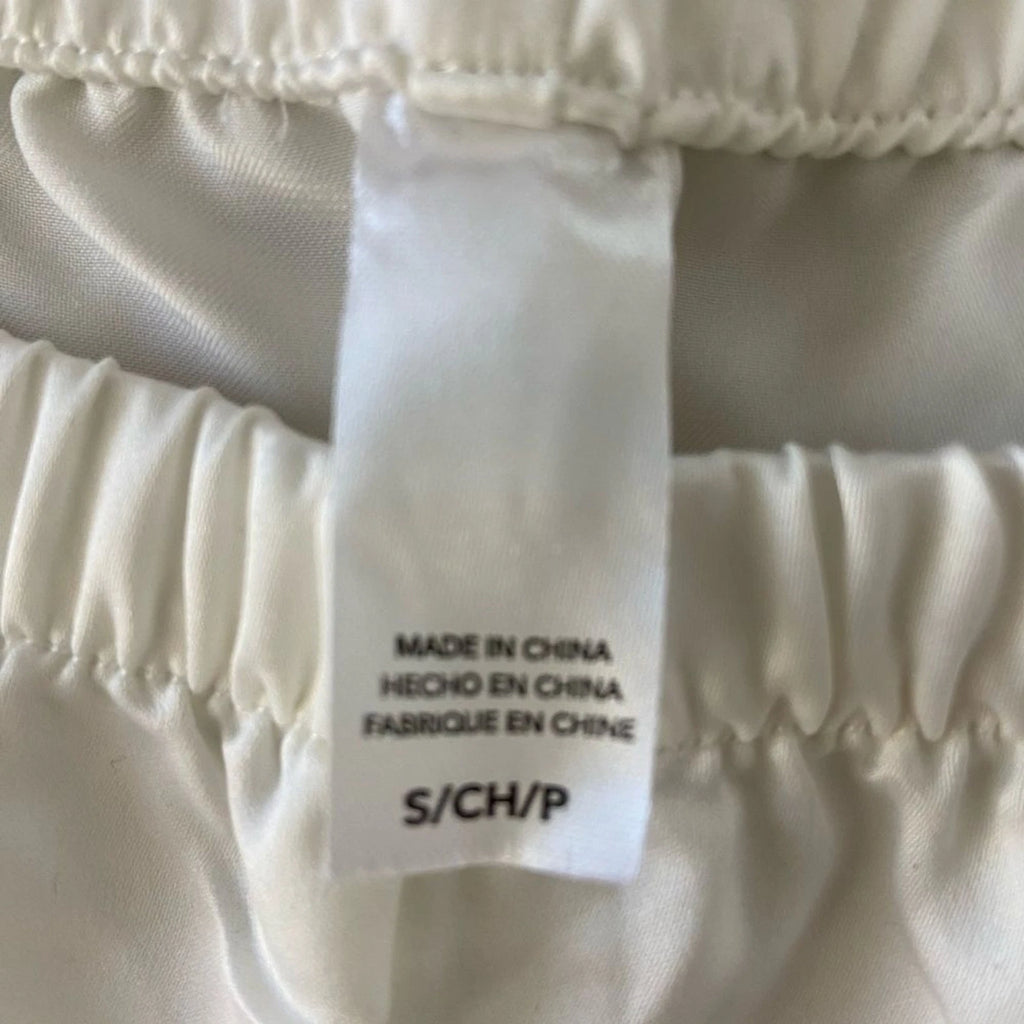 MADE IN CHINA
HECHO EN CHINA
FABRIQUE EN CHINE
S/CH/P